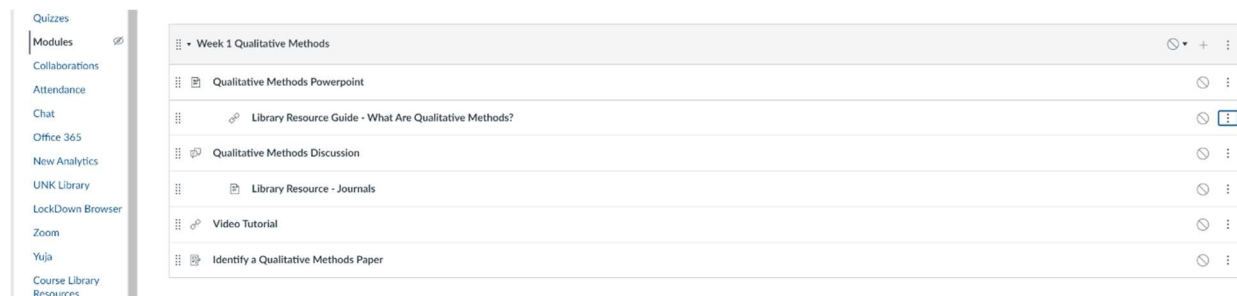 Quizzes
Modules
Collaborations
Attendance
Chat
Office 365
New Analytics
UNK Library
LockDown Browser
Zoom
Yuja
Course Library
Resources
Week 1 Qualitative Methods
Qualitative Methods Powerpoint
Library Resource Guide - What Are Qualitative Methods?
Qualitative Methods Discussion
Library Resource - Journals
Video Tutorial
Identify a Qualitative Methods Paper